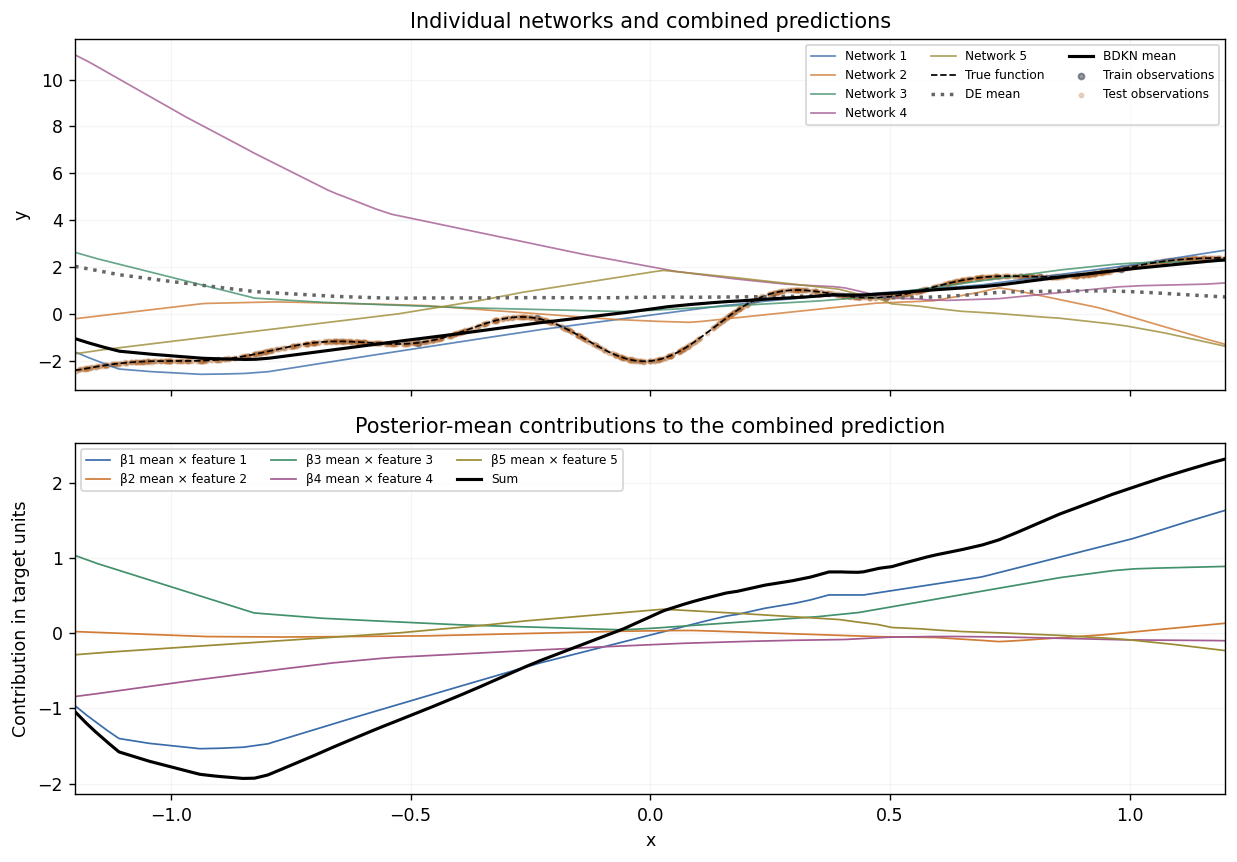 Individual networks and combined predictions
Network 1
Network 2
Network 3
Network 4
Network 5
True function
DE mean
BDKN mean
Train observations
Test observations
10
8
6
4
2
0
−2
y
Posterior-mean contributions to the combined prediction
β1 mean × feature 1
β2 mean × feature 2
β3 mean × feature 3
β4 mean × feature 4
β5 mean × feature 5
Sum
2
1
0
−1
−2
Contribution in target units
−1.0
−0.5
0.0
0.5
1.0
x